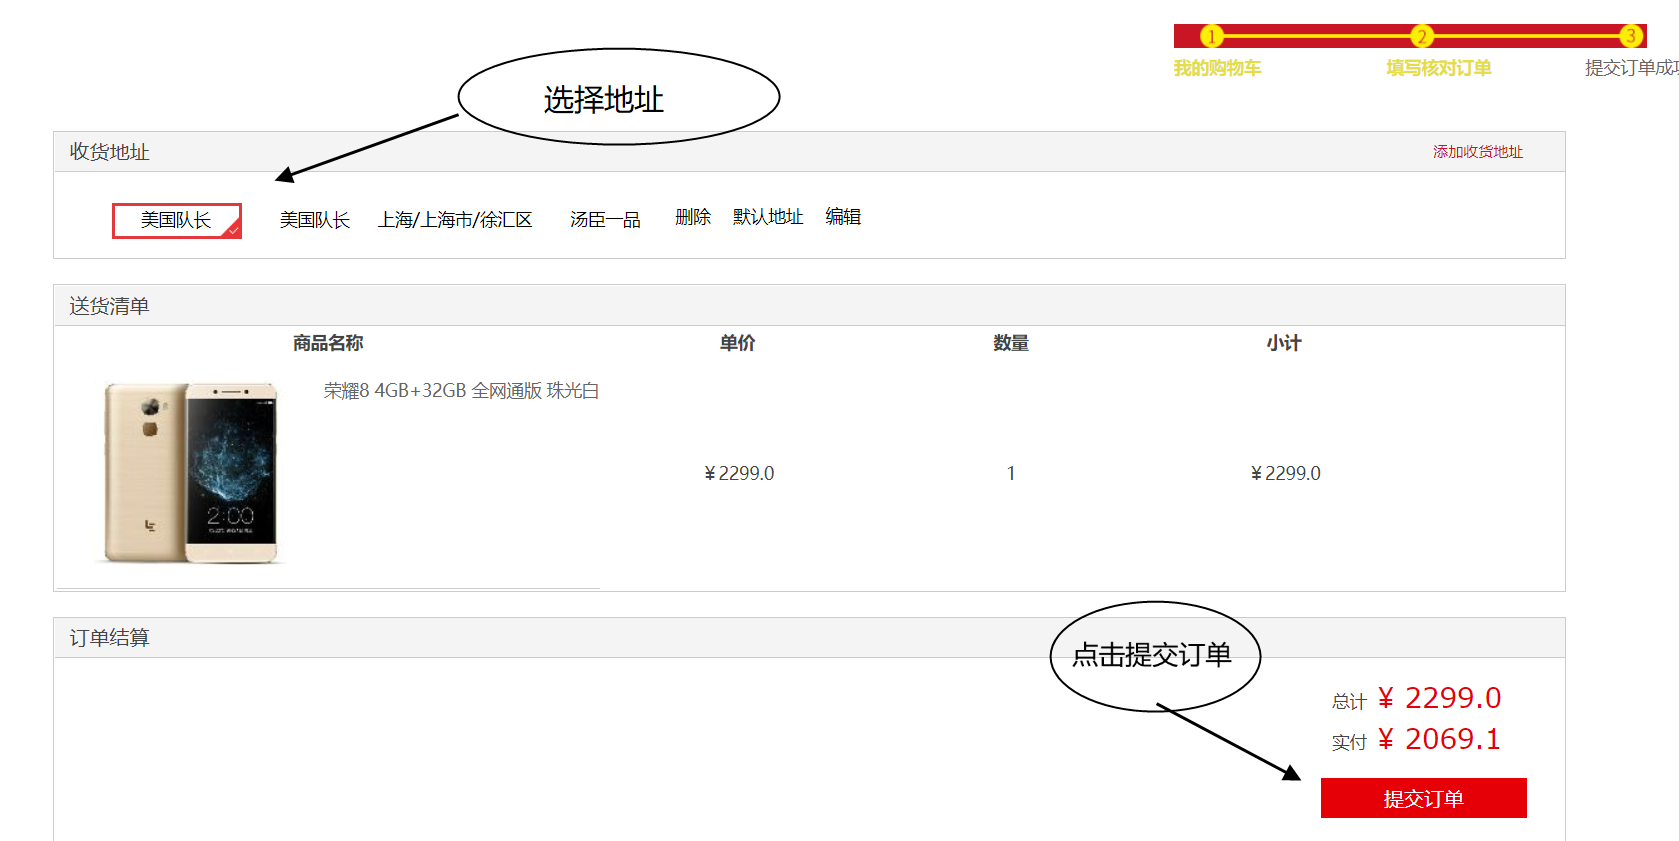 1 2 3
我的购物车 填写核对订单 提交订单成
选择地址
收货地址 添加收货地址
美国队长 美国队长 上海/上海市/徐汇区 汤臣一品 删除 默认地址 编辑
送货清单
商品名称 单价 数量 小计
荣耀8 4GB+32GB 全网通版 珠光白
¥2299.0 1 ¥2299.0
2:00
订单结算
点击提交订单
总计 ¥ 2299.0
实付 ¥ 2069.1
提交订单